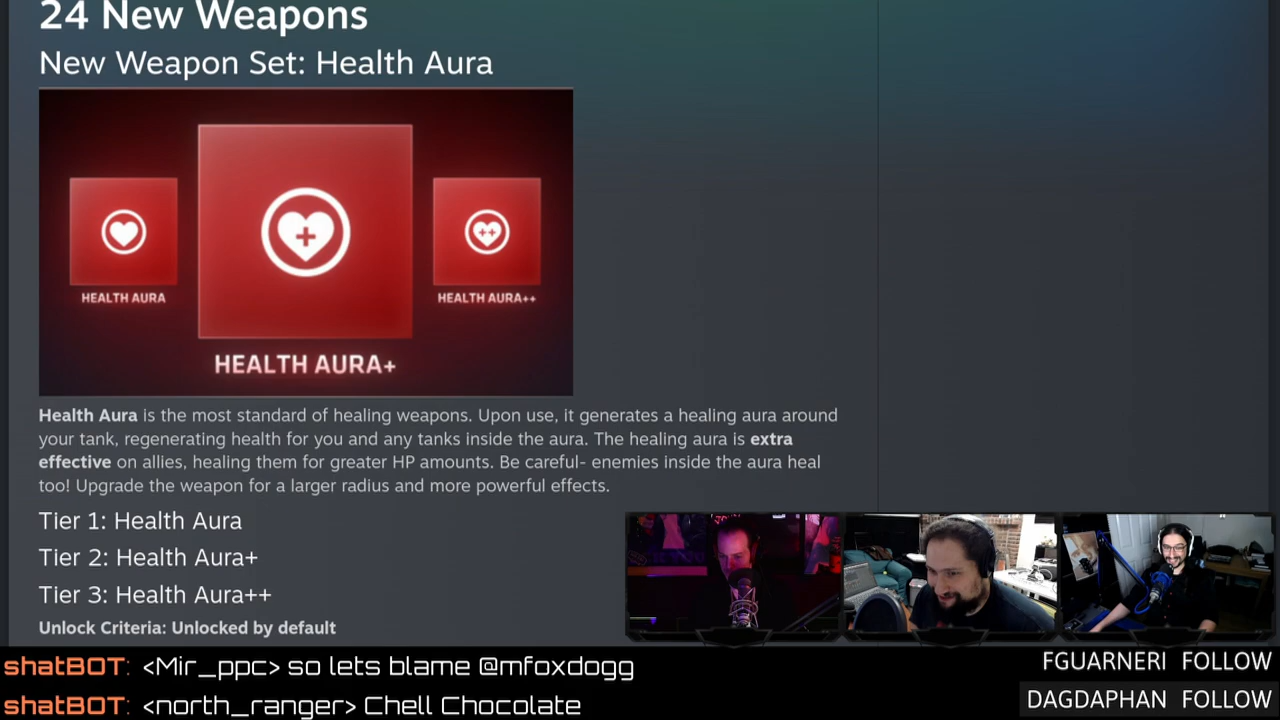 24 New Weapons
New Weapon Set: Health Aura
HEALTH AURA
HEALTH AURA+
HEALTH AURA++
Health Aura is the most standard of healing weapons. Upon use, it generates a healing aura around
your tank, regenerating health for you and any tanks inside the aura. The healing aura is extra
effective on allies, healing them for greater HP amounts. Be careful- enemies inside the aura heal
too! Upgrade the weapon for a larger radius and more powerful effects.
Tier 1: Health Aura
Tier 2: Health Aura+
Tier 3: Health Aura++
Unlock Criteria: Unlocked by default
shatBOT: <Mir_ppc> so lets blame @mfoxdogg
shatBOT: <north_ranger> Chell Chocolate
FGUARNERI FOLLOW
DAGDAPHAN FOLLOW